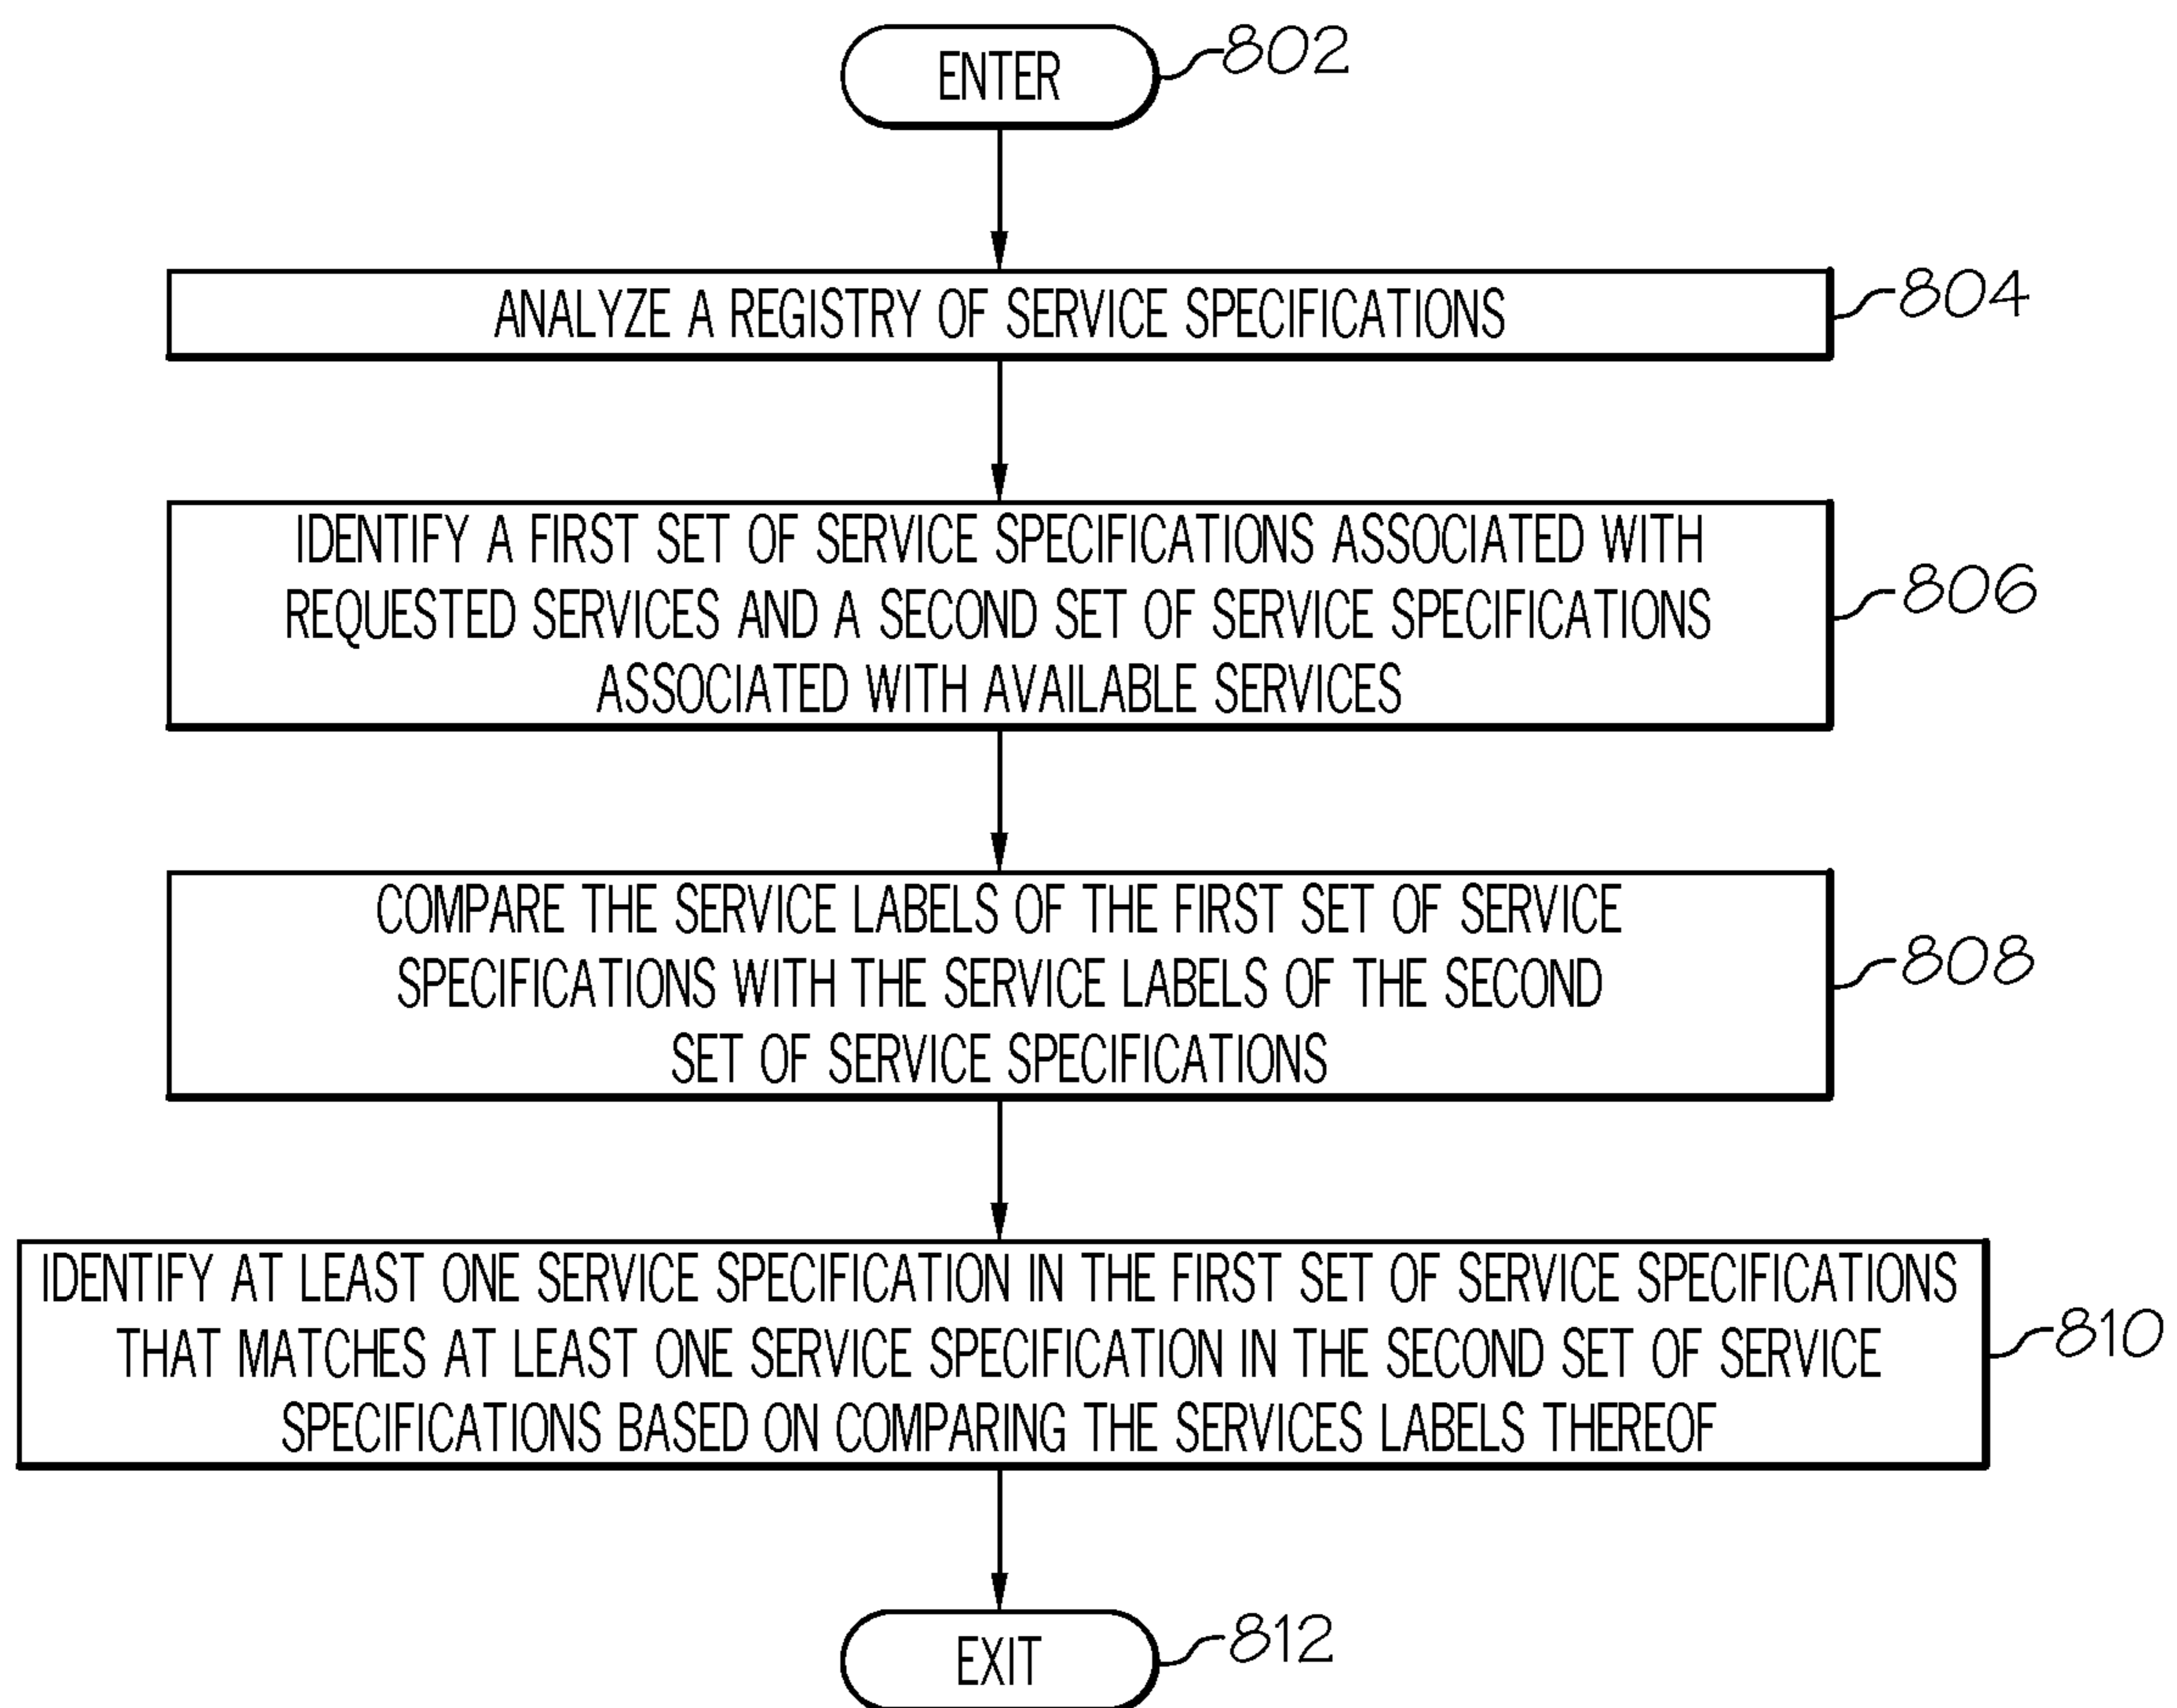 ENTER
802
ANALYZE A REGISTRY OF SERVICE SPECIFICATIONS
804
IDENTIFY A FIRST SET OF SERVICE SPECIFICATIONS ASSOCIATED WITH
REQUESTED SERVICES AND A SECOND SET OF SERVICE SPECIFICATIONS
ASSOCIATED WITH AVAILABLE SERVICES
806
COMPARE THE SERVICE LABELS OF THE FIRST SET OF SERVICE
SPECIFICATIONS WITH THE SERVICE LABELS OF THE SECOND
SET OF SERVICE SPECIFICATIONS
808
IDENTIFY AT LEAST ONE SERVICE SPECIFICATION IN THE FIRST SET OF SERVICE SPECIFICATIONS
THAT MATCHES AT LEAST ONE SERVICE SPECIFICATION IN THE SECOND SET OF SERVICE
SPECIFICATIONS BASED ON COMPARING THE SERVICES LABELS THEREOF
810
EXIT
812